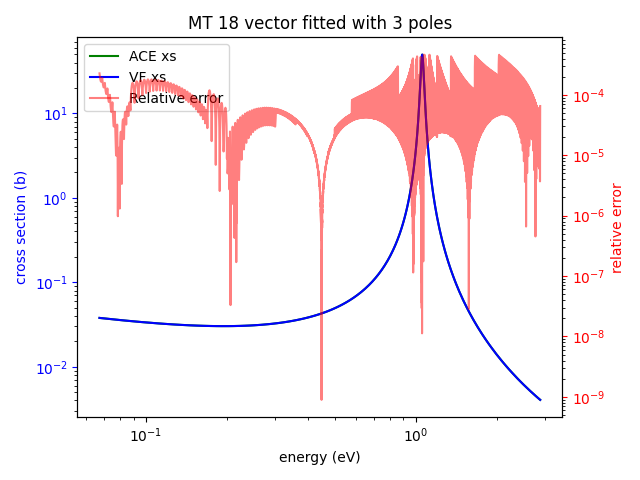 MT 18 vector fitted with 3 poles
ACE xs
VF xs
Relative error
cross section (b)
10¹
10⁰
10⁻¹
10⁻²
relative error
10⁻⁴
10⁻⁵
10⁻⁶
10⁻⁷
10⁻⁸
10⁻⁹
10⁻¹
10⁰
energy (eV)